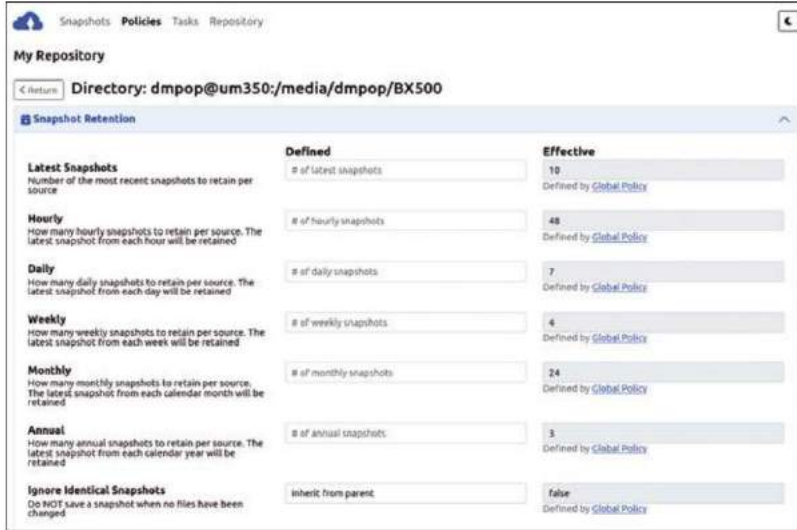 Snapshots Policies Tasks Repository
My Repository
< Return Directory: dmpop@um350:/media/dmpop/BX500
Snapshot Retention
Defined Effective
Latest Snapshots
Number of the most recent snapshots to retain per
source
# of latest snapshots
10
Defined by Global Policy
Hourly
How many hourly snapshots to retain per source. The
latest snapshot from each hour will be retained
# of hourly snapshots
48
Defined by Global Policy
Daily
How many daily snapshots to retain per source. The
latest snapshot from each day will be retained
# of daily snapshots
7
Defined by Global Policy
Weekly
How many weekly snapshots to retain per source. The
latest snapshot from each week will be retained
# of weekly snapshots
4
Defined by Global Policy
Monthly
How many monthly snapshots to retain per source.
The latest snapshot from each calendar month will be
retained
# of monthly snapshots
24
Defined by Global Policy
Annual
How many annual snapshots to retain per source. The
latest snapshot from each calendar year will be
retained
# of annual snapshots
3
Defined by Global Policy
Ignore Identical Snapshots
Do NOT save a snapshot when no files have been
changed
inherit from parent
false
Defined by Global Policy